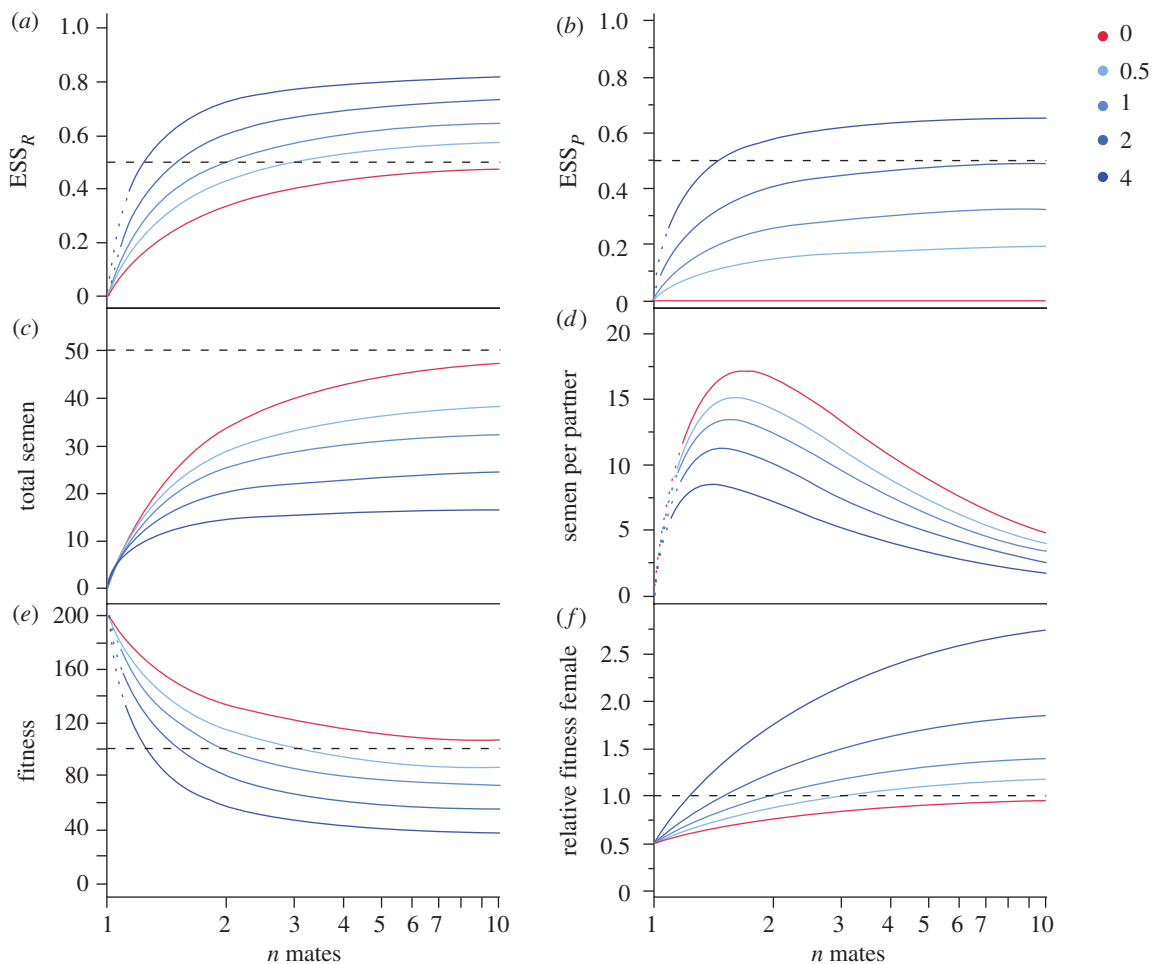 (a)
1.0
0.8
0.6
0.4
0.2
0
ESS_R
(b)
1.0
0.8
0.6
0.4
0.2
0
ESS_P
0
0.5
1
2
4
(c)
50
40
30
20
10
0
total semen
(d)
20
15
10
5
0
semen per partner
(e)
200
160
120
80
40
0
fitness
1 2 3 4 5 6 7 10
n mates
(f)
2.5
2.0
1.5
1.0
0.5
0
relative fitness female
1 2 3 4 5 6 7 10
n mates